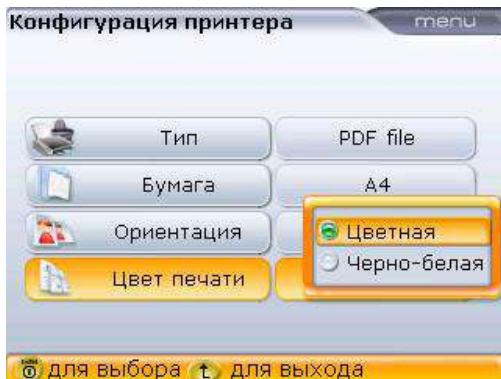 Конфигурация принтера menu
Тип PDF file
Бумага A4
Ориентация
Цветная
Черно-белая
Цвет печати
для выбора для выхода